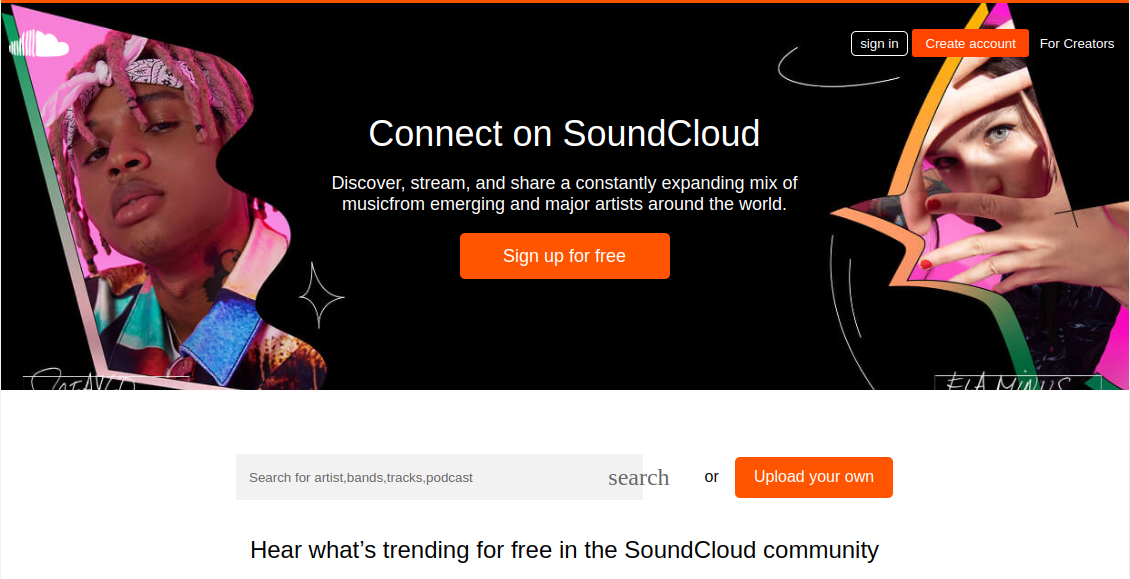 sign in
Create account
For Creators
Connect on SoundCloud
Discover, stream, and share a constantly expanding mix of
musicfrom emerging and major artists around the world.
Sign up for free
ELA MINUS
Search for artist,bands,tracks,podcast
search
or
Upload your own
Hear what’s trending for free in the SoundCloud community